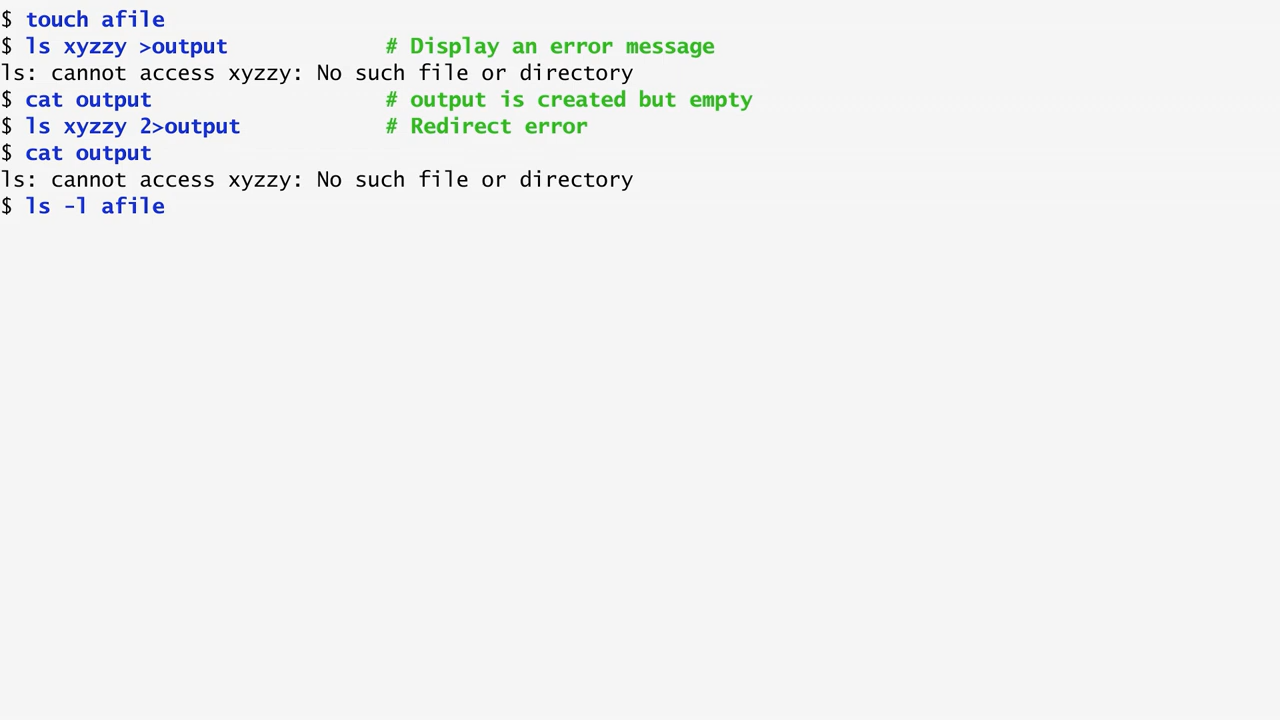 $ touch afile
$ ls xyzzy >output # Display an error message
ls: cannot access xyzzy: No such file or directory
$ cat output # output is created but empty
$ ls xyzzy 2>output # Redirect error
$ cat output
ls: cannot access xyzzy: No such file or directory
$ ls -l afile